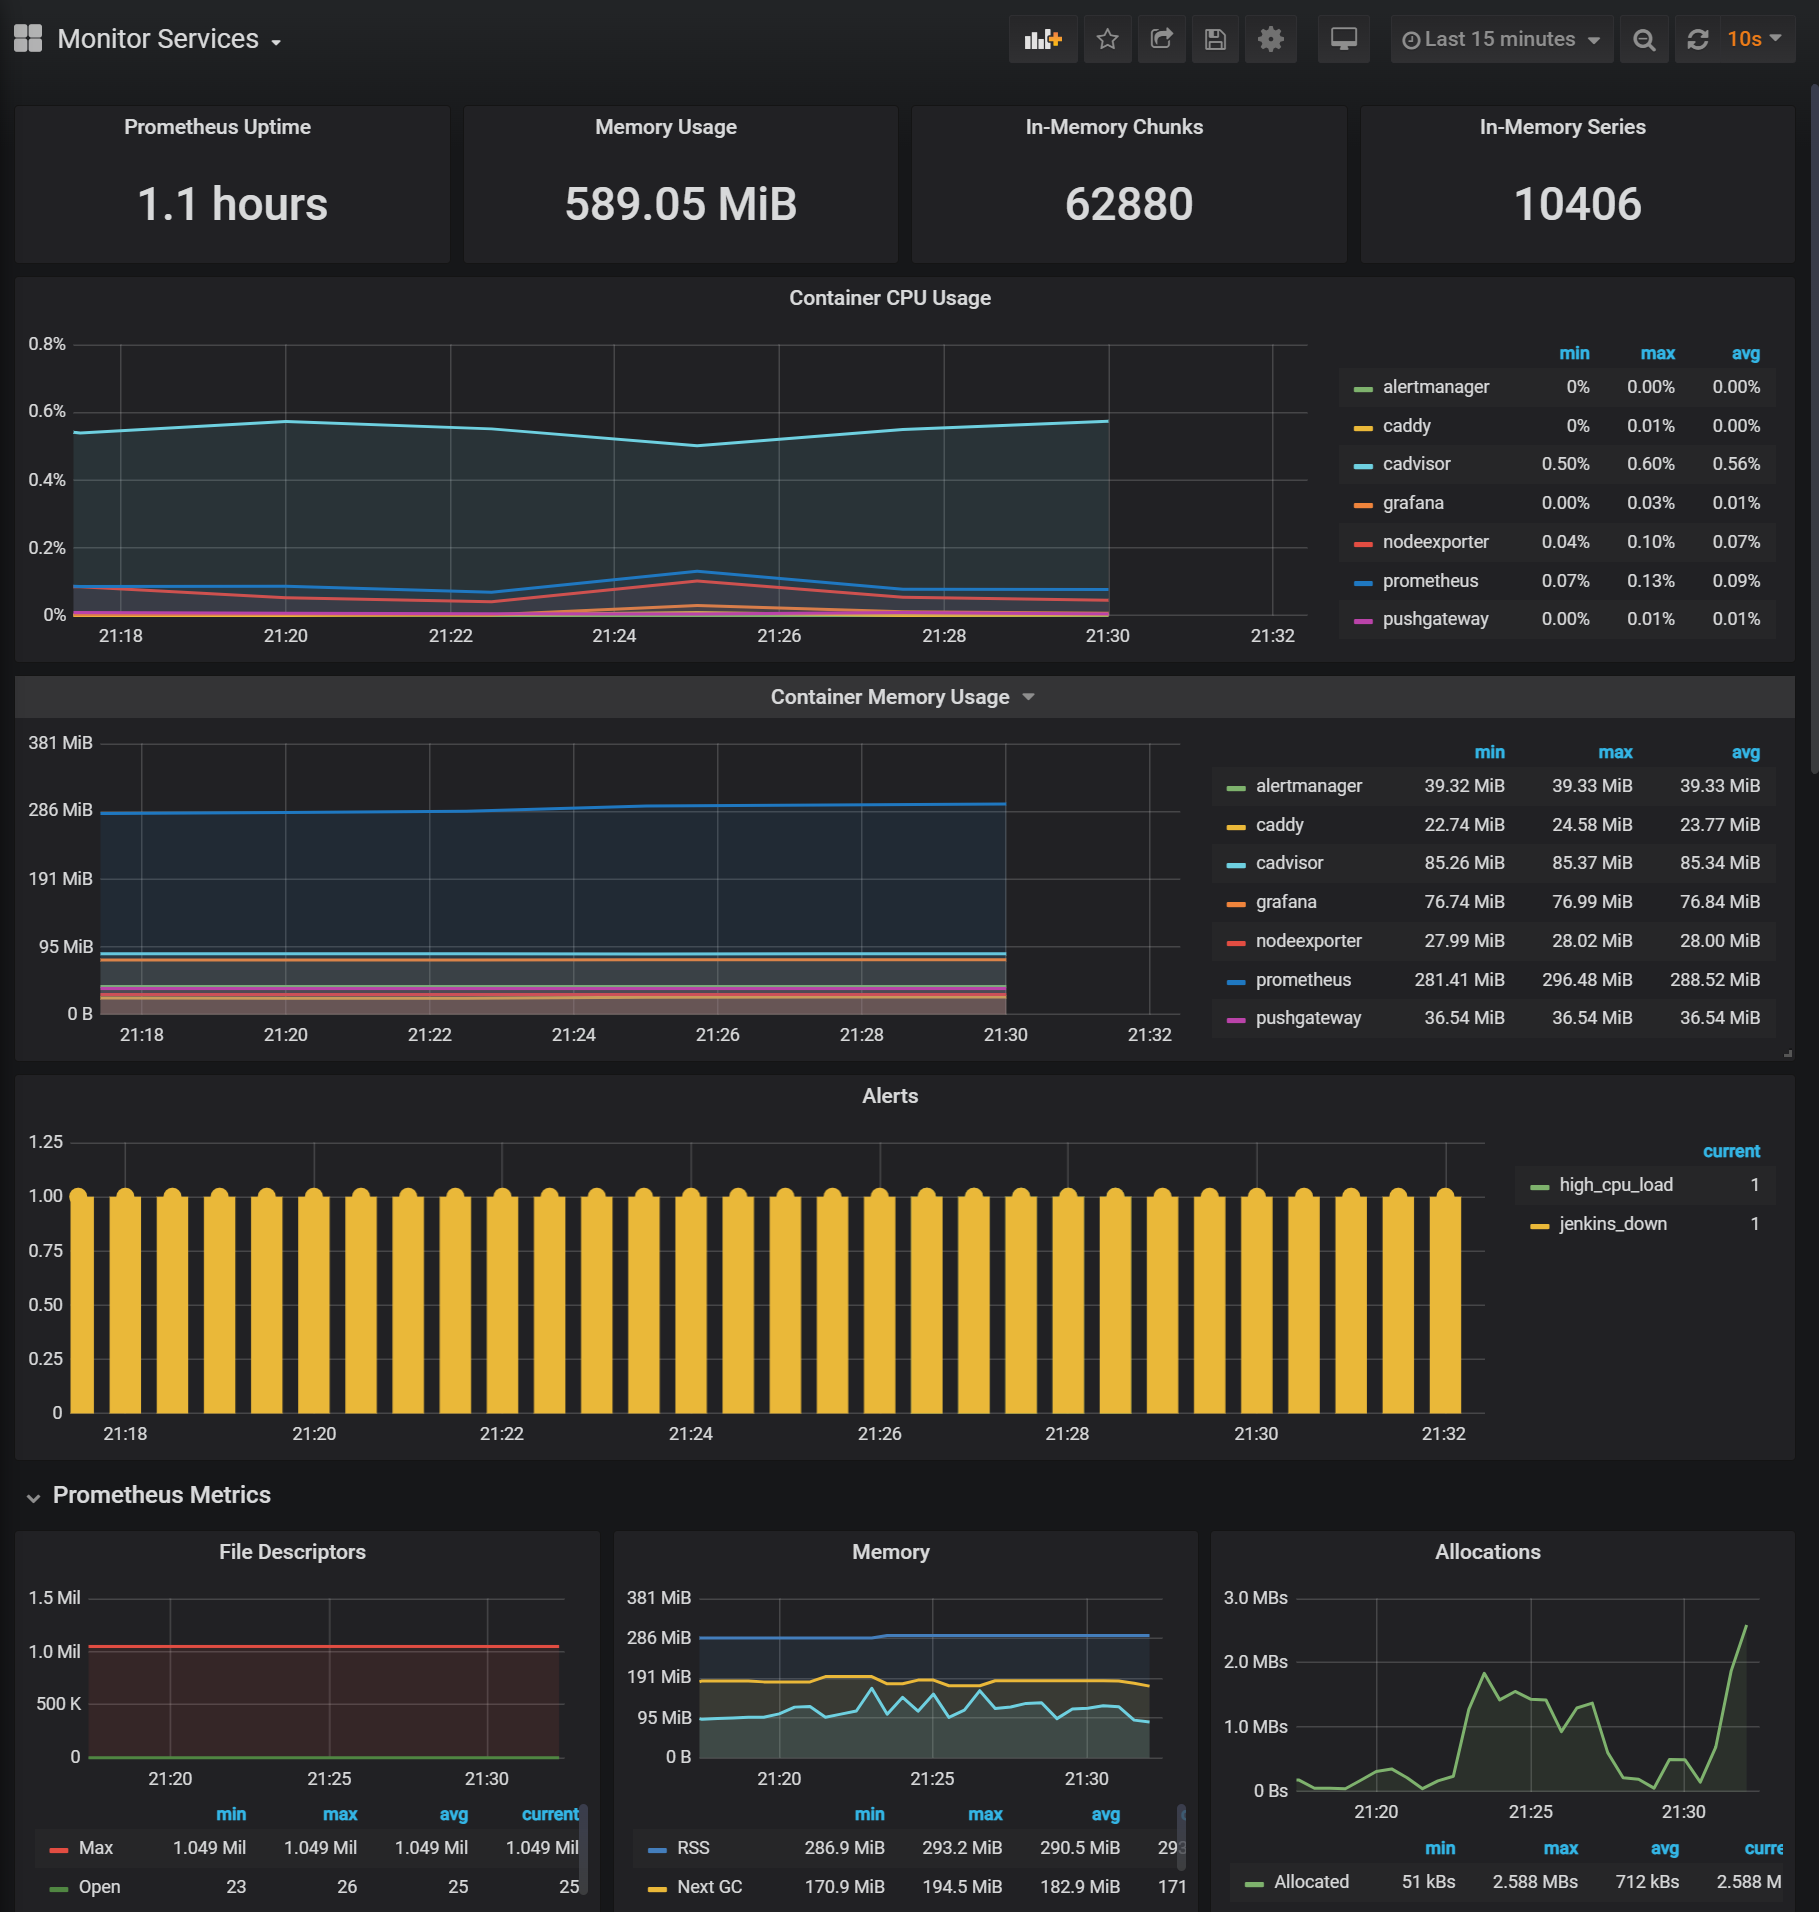 Monitor Services
Last 15 minutes
10s
Prometheus Uptime
1.1 hours
Memory Usage
589.05 MiB
In-Memory Chunks
62880
In-Memory Series
10406
Container CPU Usage
0.8%
0.6%
0.4%
0.2%
0%
21:18 21:20 21:22 21:24 21:26 21:28 21:30 21:32
min max avg
alertmanager 0% 0.00% 0.00%
caddy 0% 0.01% 0.00%
cadvisor 0.50% 0.60% 0.56%
grafana 0.00% 0.03% 0.01%
nodeexporter 0.04% 0.10% 0.07%
prometheus 0.07% 0.13% 0.09%
pushgateway 0.00% 0.01% 0.01%
Container Memory Usage
381 MiB
286 MiB
191 MiB
95 MiB
0 B
21:18 21:20 21:22 21:24 21:26 21:28 21:30 21:32
min max avg
alertmanager 39.32 MiB 39.33 MiB 39.33 MiB
caddy 22.74 MiB 24.58 MiB 23.77 MiB
cadvisor 85.26 MiB 85.37 MiB 85.34 MiB
grafana 76.74 MiB 76.99 MiB 76.84 MiB
nodeexporter 27.99 MiB 28.02 MiB 28.00 MiB
prometheus 281.41 MiB 296.48 MiB 288.52 MiB
pushgateway 36.54 MiB 36.54 MiB 36.54 MiB
Alerts
1.25
1.00
0.75
0.50
0.25
0
21:18 21:20 21:22 21:24 21:26 21:28 21:30 21:32
current
high_cpu_load 1
jenkins_down 1
Prometheus Metrics
File Descriptors
1.5 Mil
1.0 Mil
500 K
0
21:20 21:25 21:30
min max avg current
Max 1.049 Mil 1.049 Mil 1.049 Mil 1.049 Mil
Open 23 26 25 25
Memory
381 MiB
286 MiB
191 MiB
95 MiB
0 B
21:20 21:25 21:30
min max avg
RSS 286.9 MiB 293.2 MiB 290.5 MiB 293
Next GC 170.9 MiB 194.5 MiB 182.9 MiB 171
Allocations
3.0 MBs
2.0 MBs
1.0 MBs
0 Bs
21:20 21:25 21:30
min max avg curre
Allocated 51 kBs 2.588 MBs 712 kBs 2.588 M